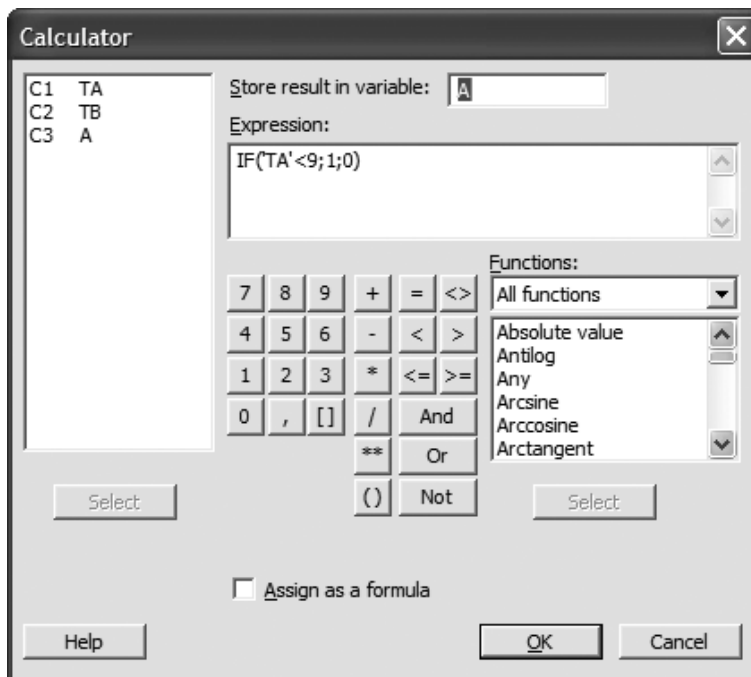 Calculator
C1 TA
C2 TB
C3 A
Store result in variable: A
Expression:
IF('TA'<9;1;0)
Functions:
7 8 9 + = <> All functions
4 5 6 - < > Absolute value
Antilog
1 2 3 * <= >= Any
Arcsine
0 , [] / And Arccosine
** Or Arctangent
Select () Not Select
Assign as a formula
Help OK Cancel